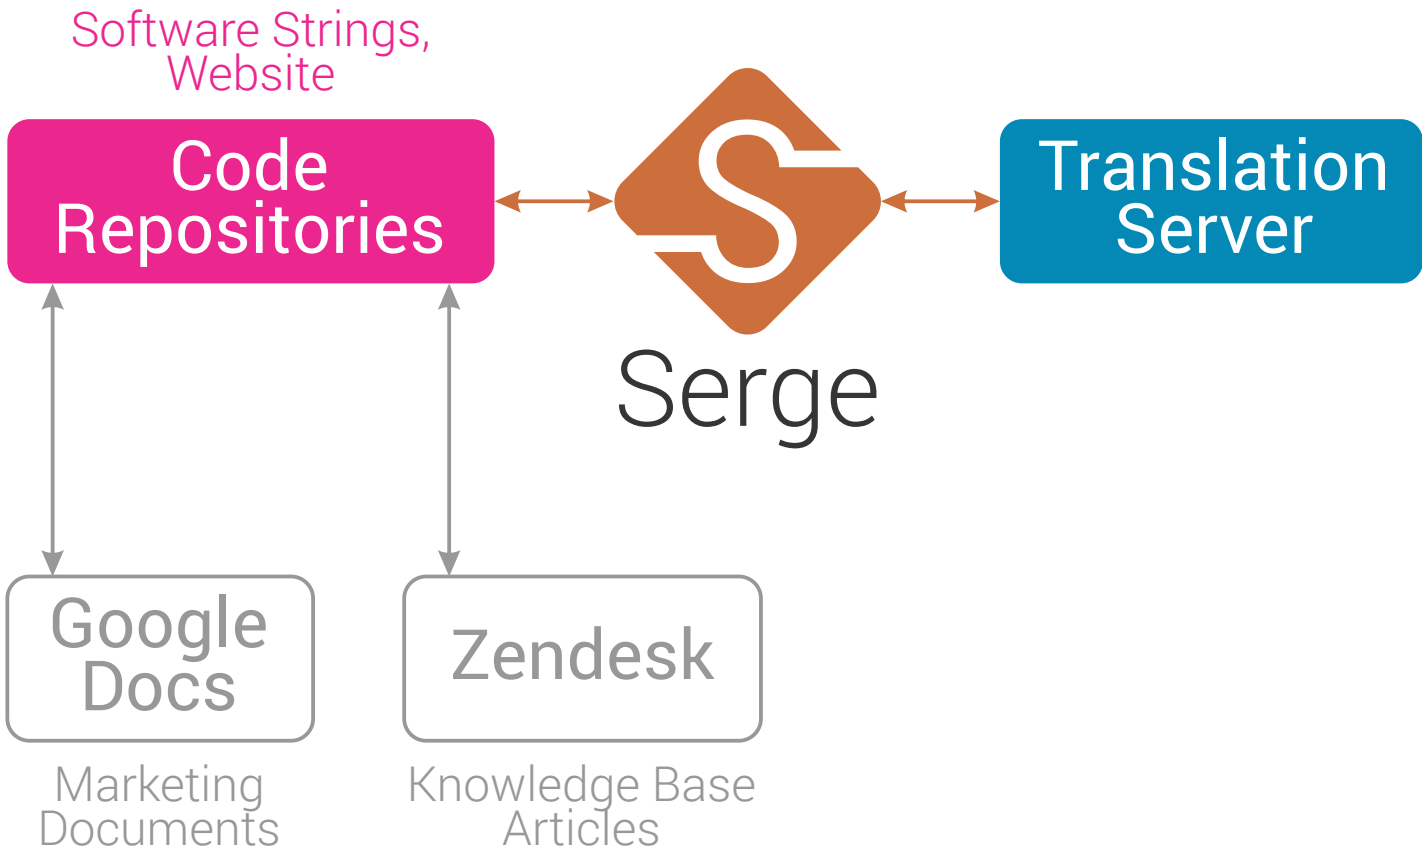 Software Strings,
Website
Code
Repositories
S
Serge
Translation
Server
Google
Docs
Marketing
Documents
Zendesk
Knowledge Base
Articles